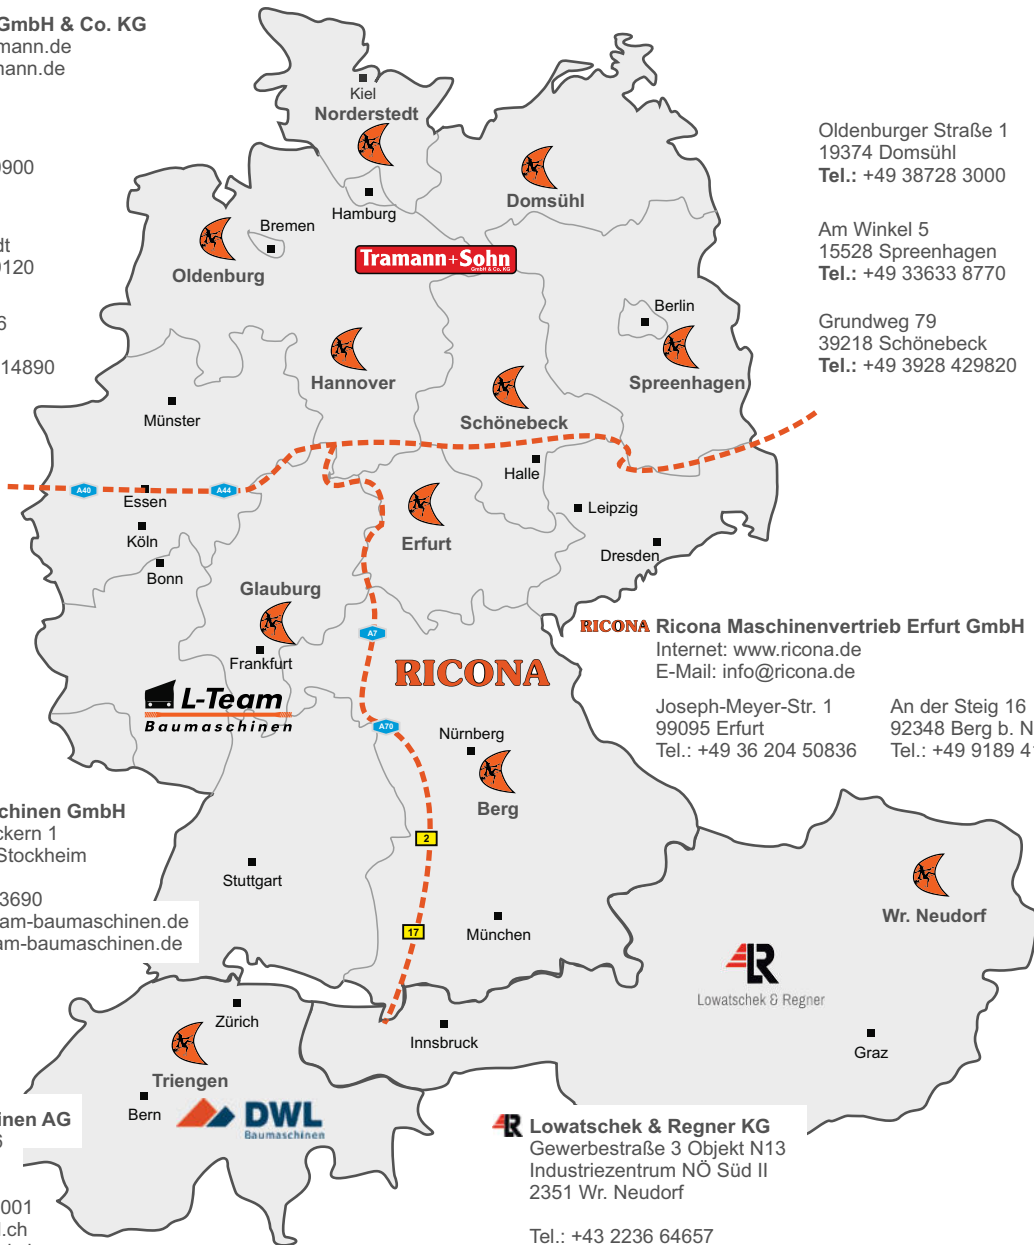 GmbH & Co. KG
mann.de
mann.de
900
dt
0120
6
14890
Kiel
Norderstedt
Hamburg
Domsühl
Bremen
Oldenburg
Tramann+Sohn
GmbH & Co. KG
Berlin
Hannover
Spreenhagen
Schönebeck
Münster
Halle
A40
A44
Essen
Leipzig
Köln
Erfurt
Dresden
Bonn
Glauburg
A7
Frankfurt
RICONA
L-Team
Baumaschinen
A70
Nürnberg
Berg
2
Stuttgart
17
München
Oldenburger Straße 1
19374 Domsühl
Tel.: +49 38728 3000
Am Winkel 5
15528 Spreenhagen
Tel.: +49 33633 8770
Grundweg 79
39218 Schönebeck
Tel.: +49 3928 429820
RICONA Ricona Maschinenvertrieb Erfurt GmbH
Internet: www.ricona.de
E-Mail: info@ricona.de
Joseph-Meyer-Str. 1
99095 Erfurt
Tel.: +49 36 204 50836
An der Steig 16
92348 Berg b. N
Tel.: +49 9189 41
chinen GmbH
ckern 1
Stockheim
3690
am-baumaschinen.de
am-baumaschinen.de
Wr. Neudorf
LR
Lowatschek & Regner
Zürich
Innsbruck
Graz
Triengen
Bern
DWL
Baumaschinen
inen AG
6
001
l.ch
LR Lowatschek & Regner KG
Gewerbestraße 3 Objekt N13
Industriezentrum NÖ Süd II
2351 Wr. Neudorf
Tel.: +43 2236 64657